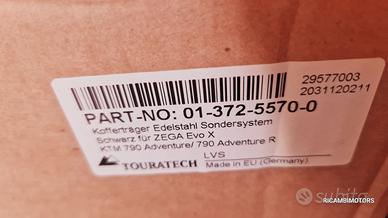 29577003
2031120211
PART-NO: 01-372-5570-0
Kofferträger Edelstahl Sondersystem
Schwarz für ZEGA Evo X
KTM 790 Adventure/ 790 Adventure R
TOURATECH
LVS
Made in EU (Germany)
subito
RICAMBIMOTORS